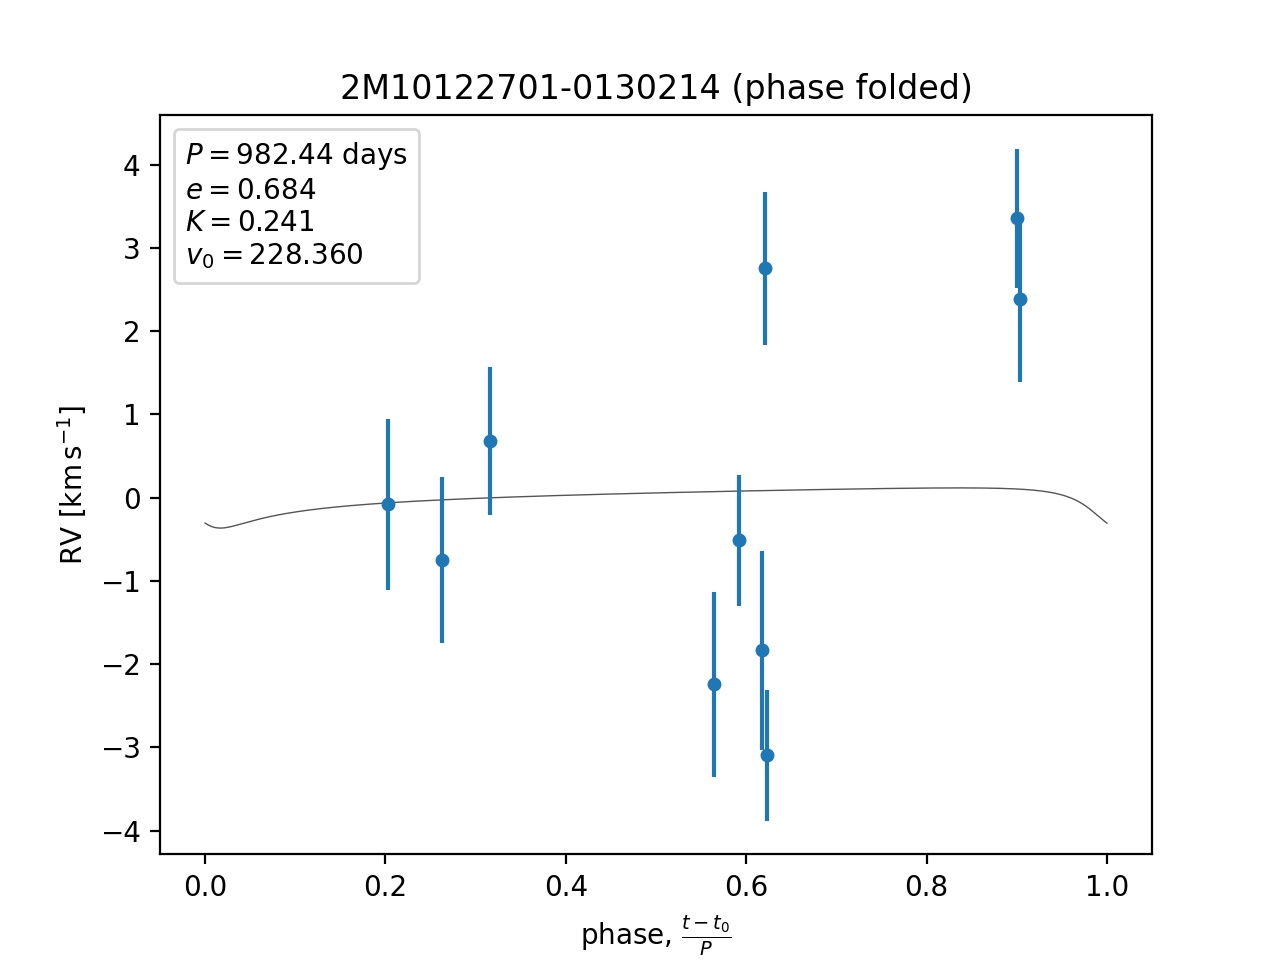 2M10122701-0130214 (phase folded)
P = 982.44 days
e = 0.684
K = 0.241
v₀ = 228.360
4
3
2
1
0
−1
−2
−3
−4
RV [km s⁻¹]
0.0 0.2 0.4 0.6 0.8 1.0
phase, (t − t₀)/P